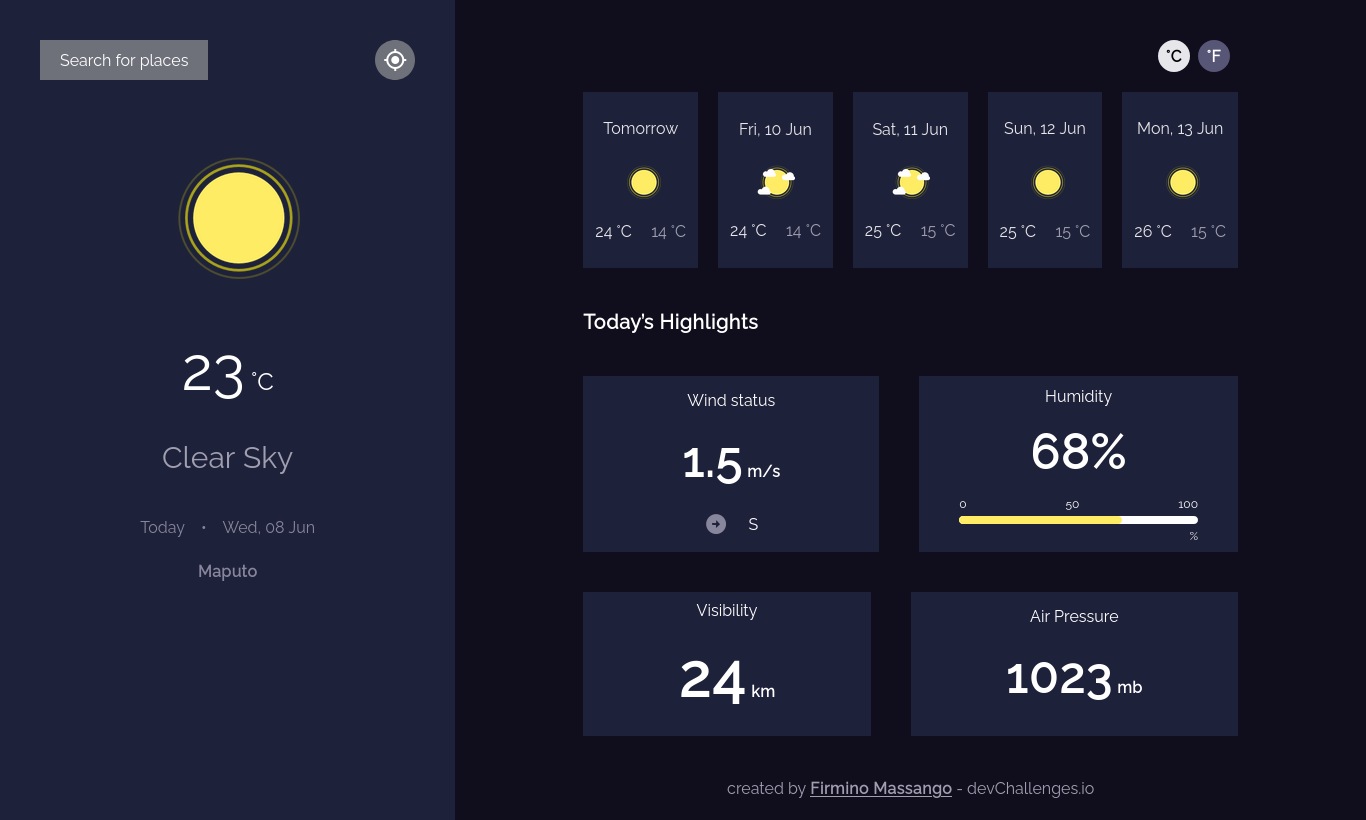 Search for places
23 °C
Clear Sky
Today • Wed, 08 Jun
Maputo
°C
°F
Tomorrow
24 °C 14 °C
Fri, 10 Jun
24 °C 14 °C
Sat, 11 Jun
25 °C 15 °C
Sun, 12 Jun
25 °C 15 °C
Mon, 13 Jun
26 °C 15 °C
Today’s Highlights
Wind status
1.5 m/s
S
Humidity
68%
0 50 100
%
Visibility
24 km
Air Pressure
1023 mb
created by Firmino Massango - devChallenges.io